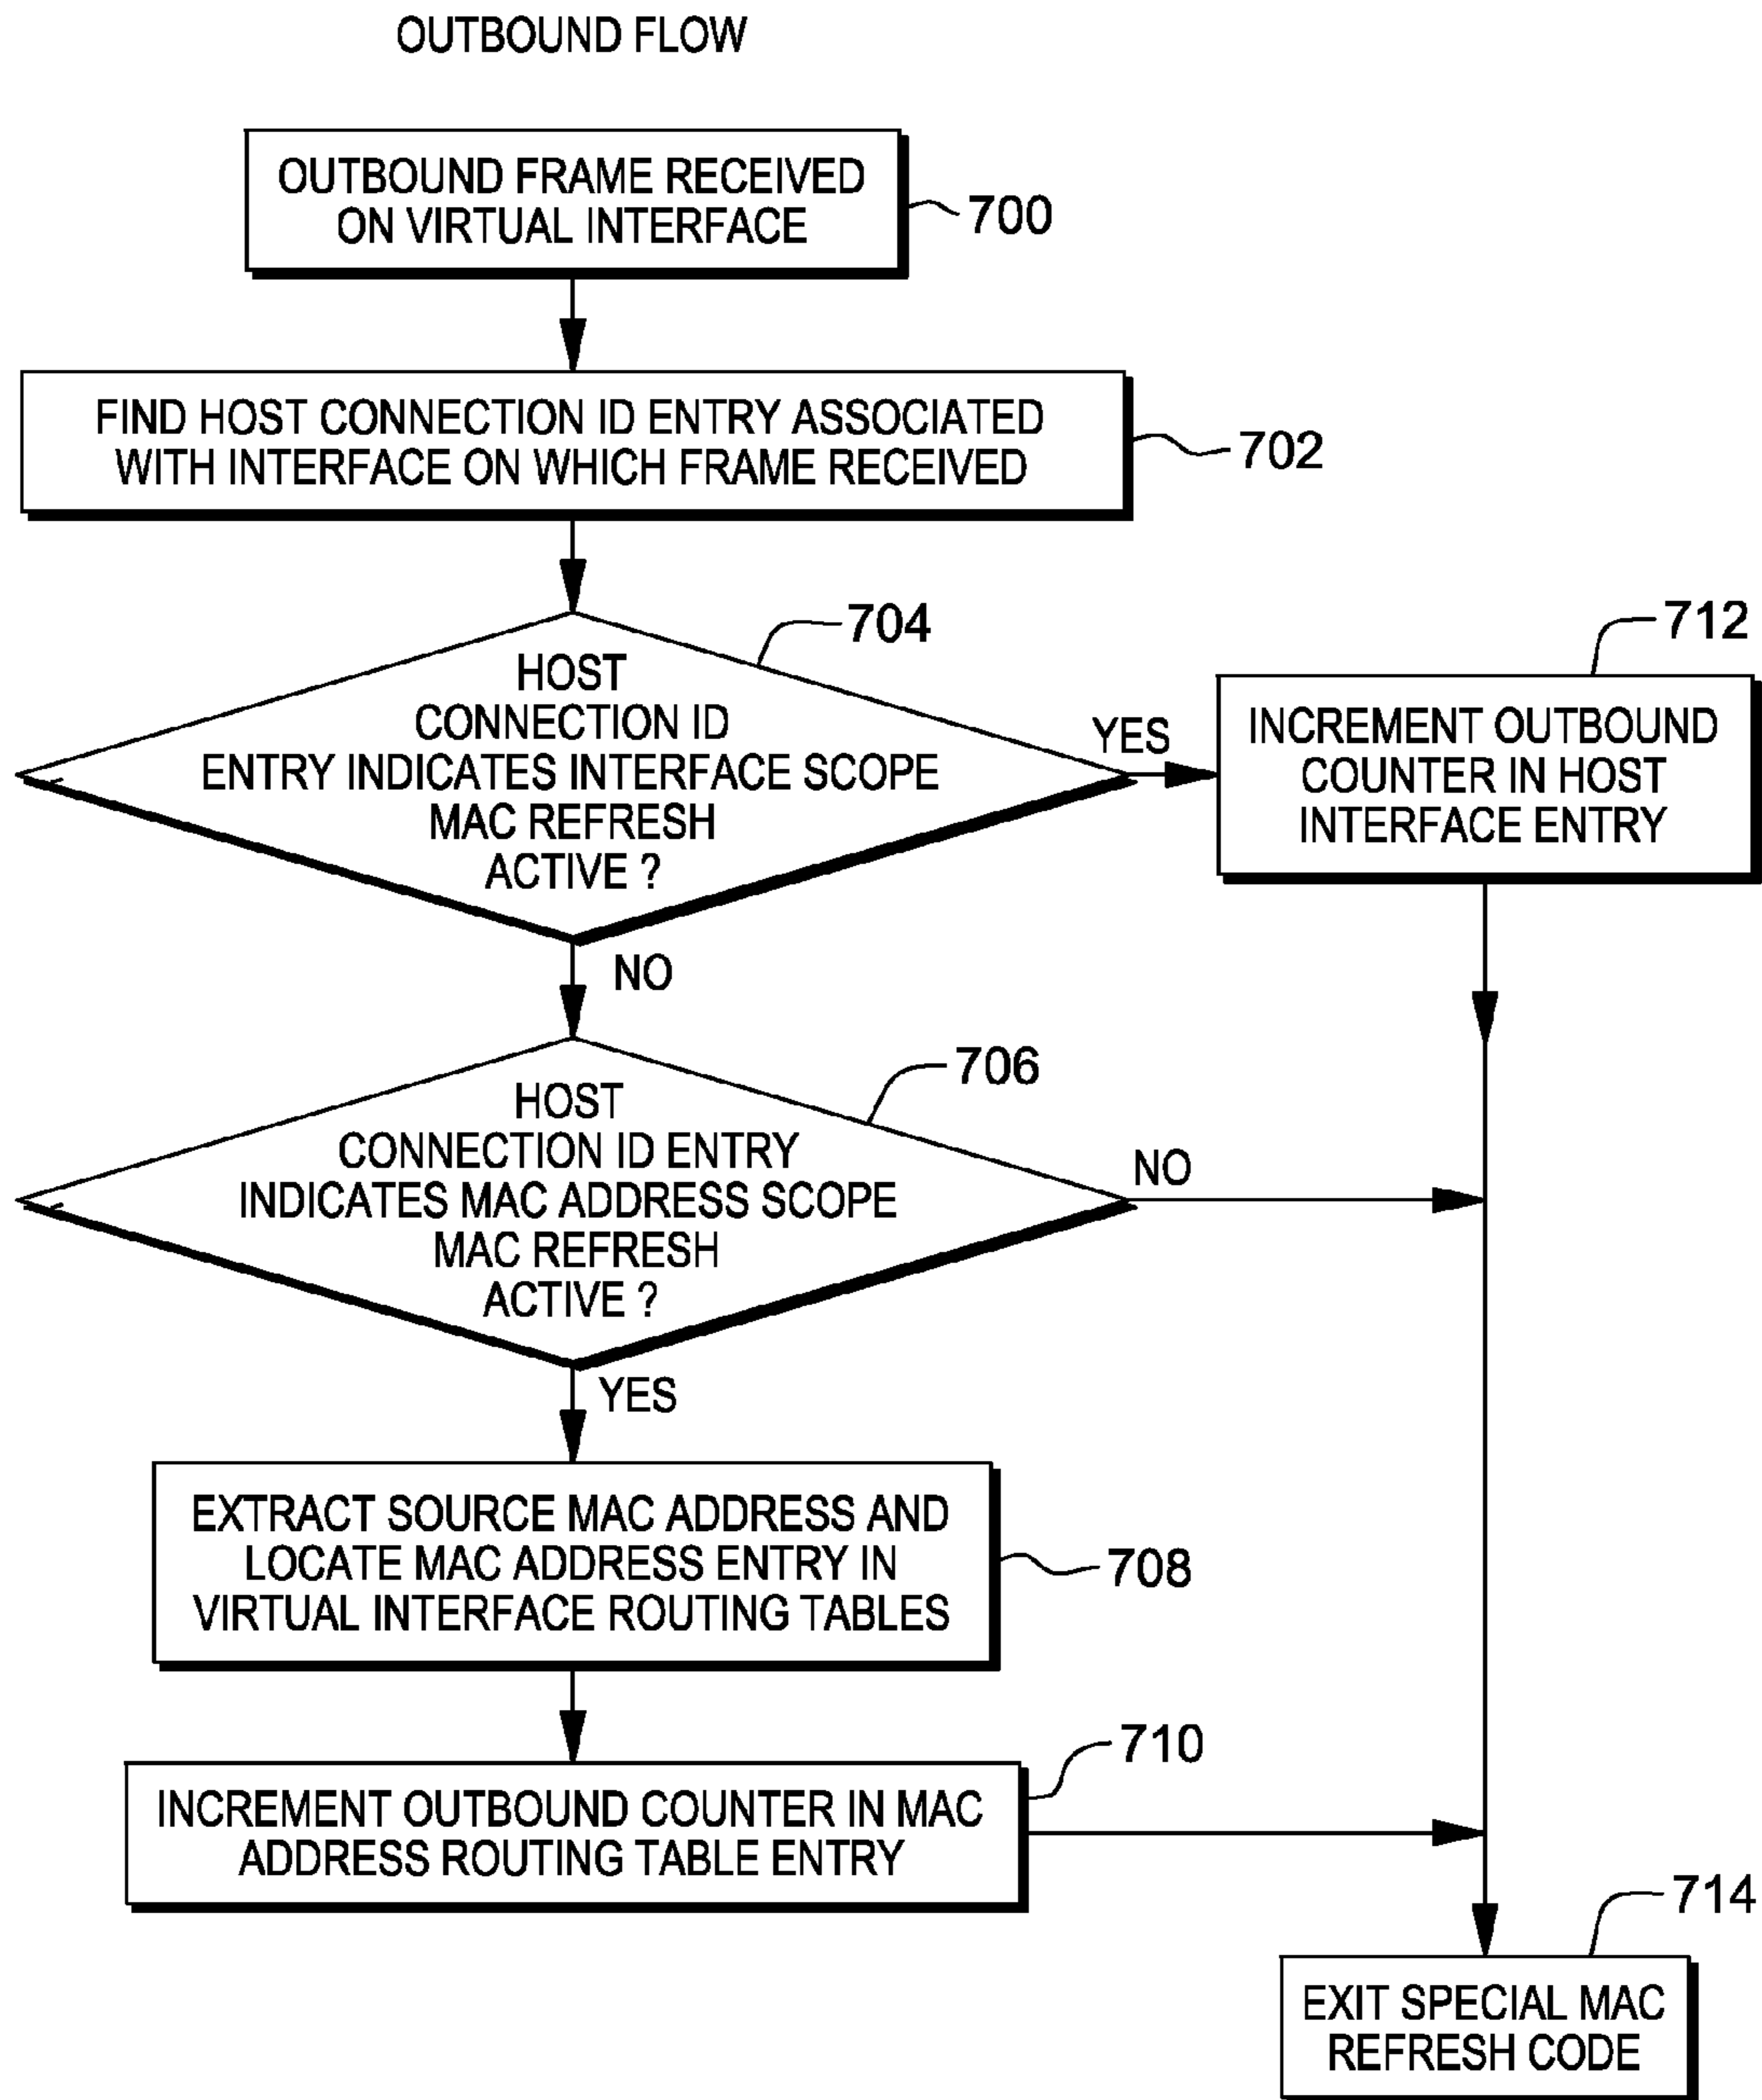 OUTBOUND FLOW
OUTBOUND FRAME RECEIVED
ON VIRTUAL INTERFACE
700
FIND HOST CONNECTION ID ENTRY ASSOCIATED
WITH INTERFACE ON WHICH FRAME RECEIVED
702
704
HOST
CONNECTION ID
ENTRY INDICATES INTERFACE SCOPE
MAC REFRESH
ACTIVE ?
YES
712
INCREMENT OUTBOUND
COUNTER IN HOST
INTERFACE ENTRY
NO
706
HOST
CONNECTION ID ENTRY
INDICATES MAC ADDRESS SCOPE
MAC REFRESH
ACTIVE ?
NO
YES
EXTRACT SOURCE MAC ADDRESS AND
LOCATE MAC ADDRESS ENTRY IN
VIRTUAL INTERFACE ROUTING TABLES
708
710
INCREMENT OUTBOUND COUNTER IN MAC
ADDRESS ROUTING TABLE ENTRY
714
EXIT SPECIAL MAC
REFRESH CODE